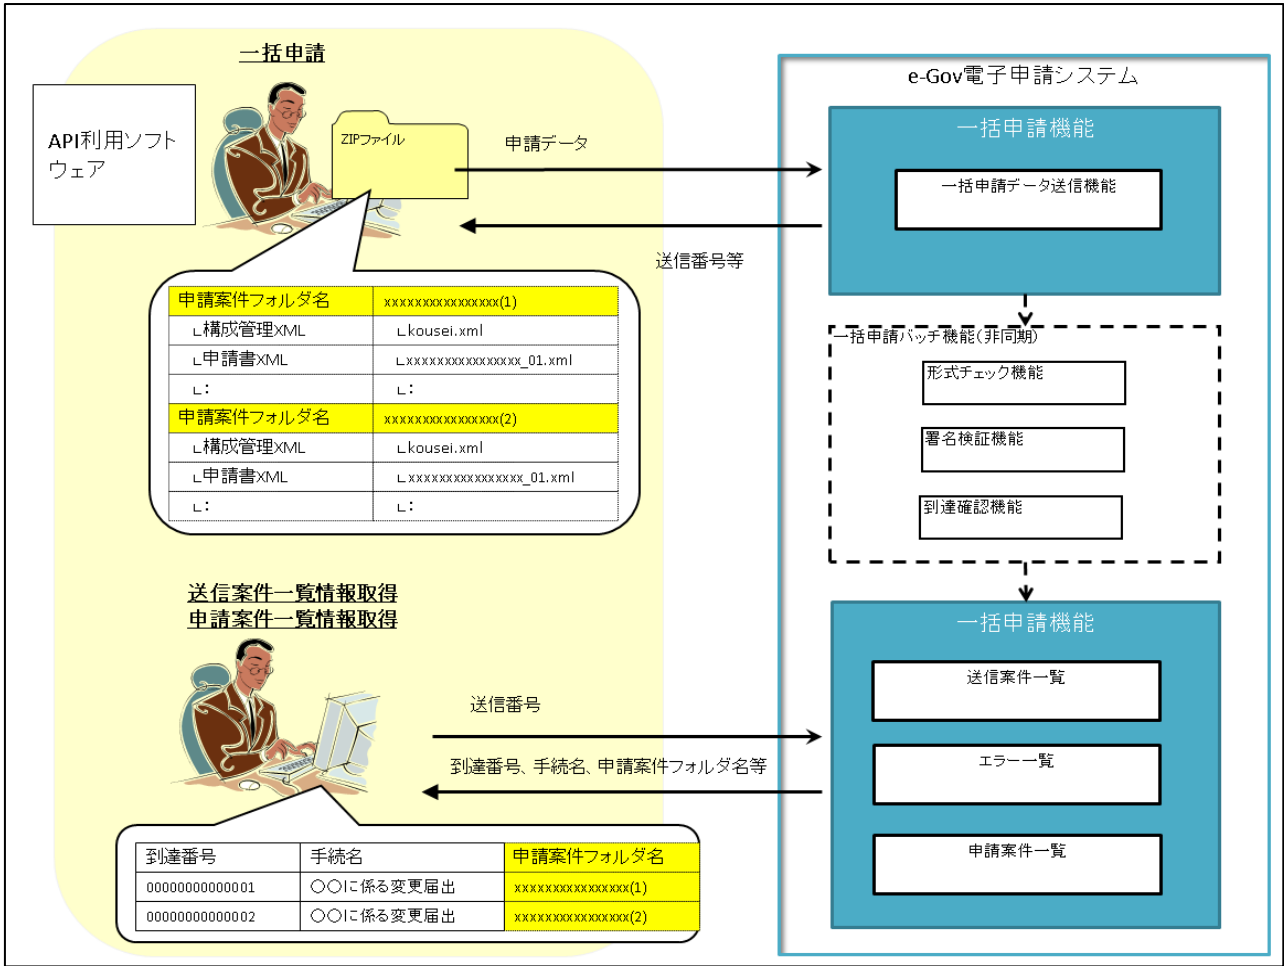 一括申請
API利用ソフト
ウェア
ZIPファイル
申請データ
送信番号等
申請案件フォルダ名 xxxxxxxxxxxxxxxx(1)
∟構成管理XML ∟kousei.xml
∟申請書XML ∟xxxxxxxxxxxxxxxx_01.xml
∟: ∟:
申請案件フォルダ名 xxxxxxxxxxxxxxxx(2)
∟構成管理XML ∟kousei.xml
∟申請書XML ∟xxxxxxxxxxxxxxxx_01.xml
∟: ∟:
e-Gov電子申請システム
一括申請機能
一括申請データ送信機能
一括申請バッチ機能(非同期)
形式チェック機能
署名検証機能
到達確認機能
送信案件一覧情報取得
申請案件一覧情報取得
送信番号
到達番号、手続名、申請案件フォルダ名等
到達番号 手続名 申請案件フォルダ名
00000000000001 〇〇に係る変更届出 xxxxxxxxxxxxxxxx(1)
00000000000002 〇〇に係る変更届出 xxxxxxxxxxxxxxxx(2)
一括申請機能
送信案件一覧
エラー一覧
申請案件一覧